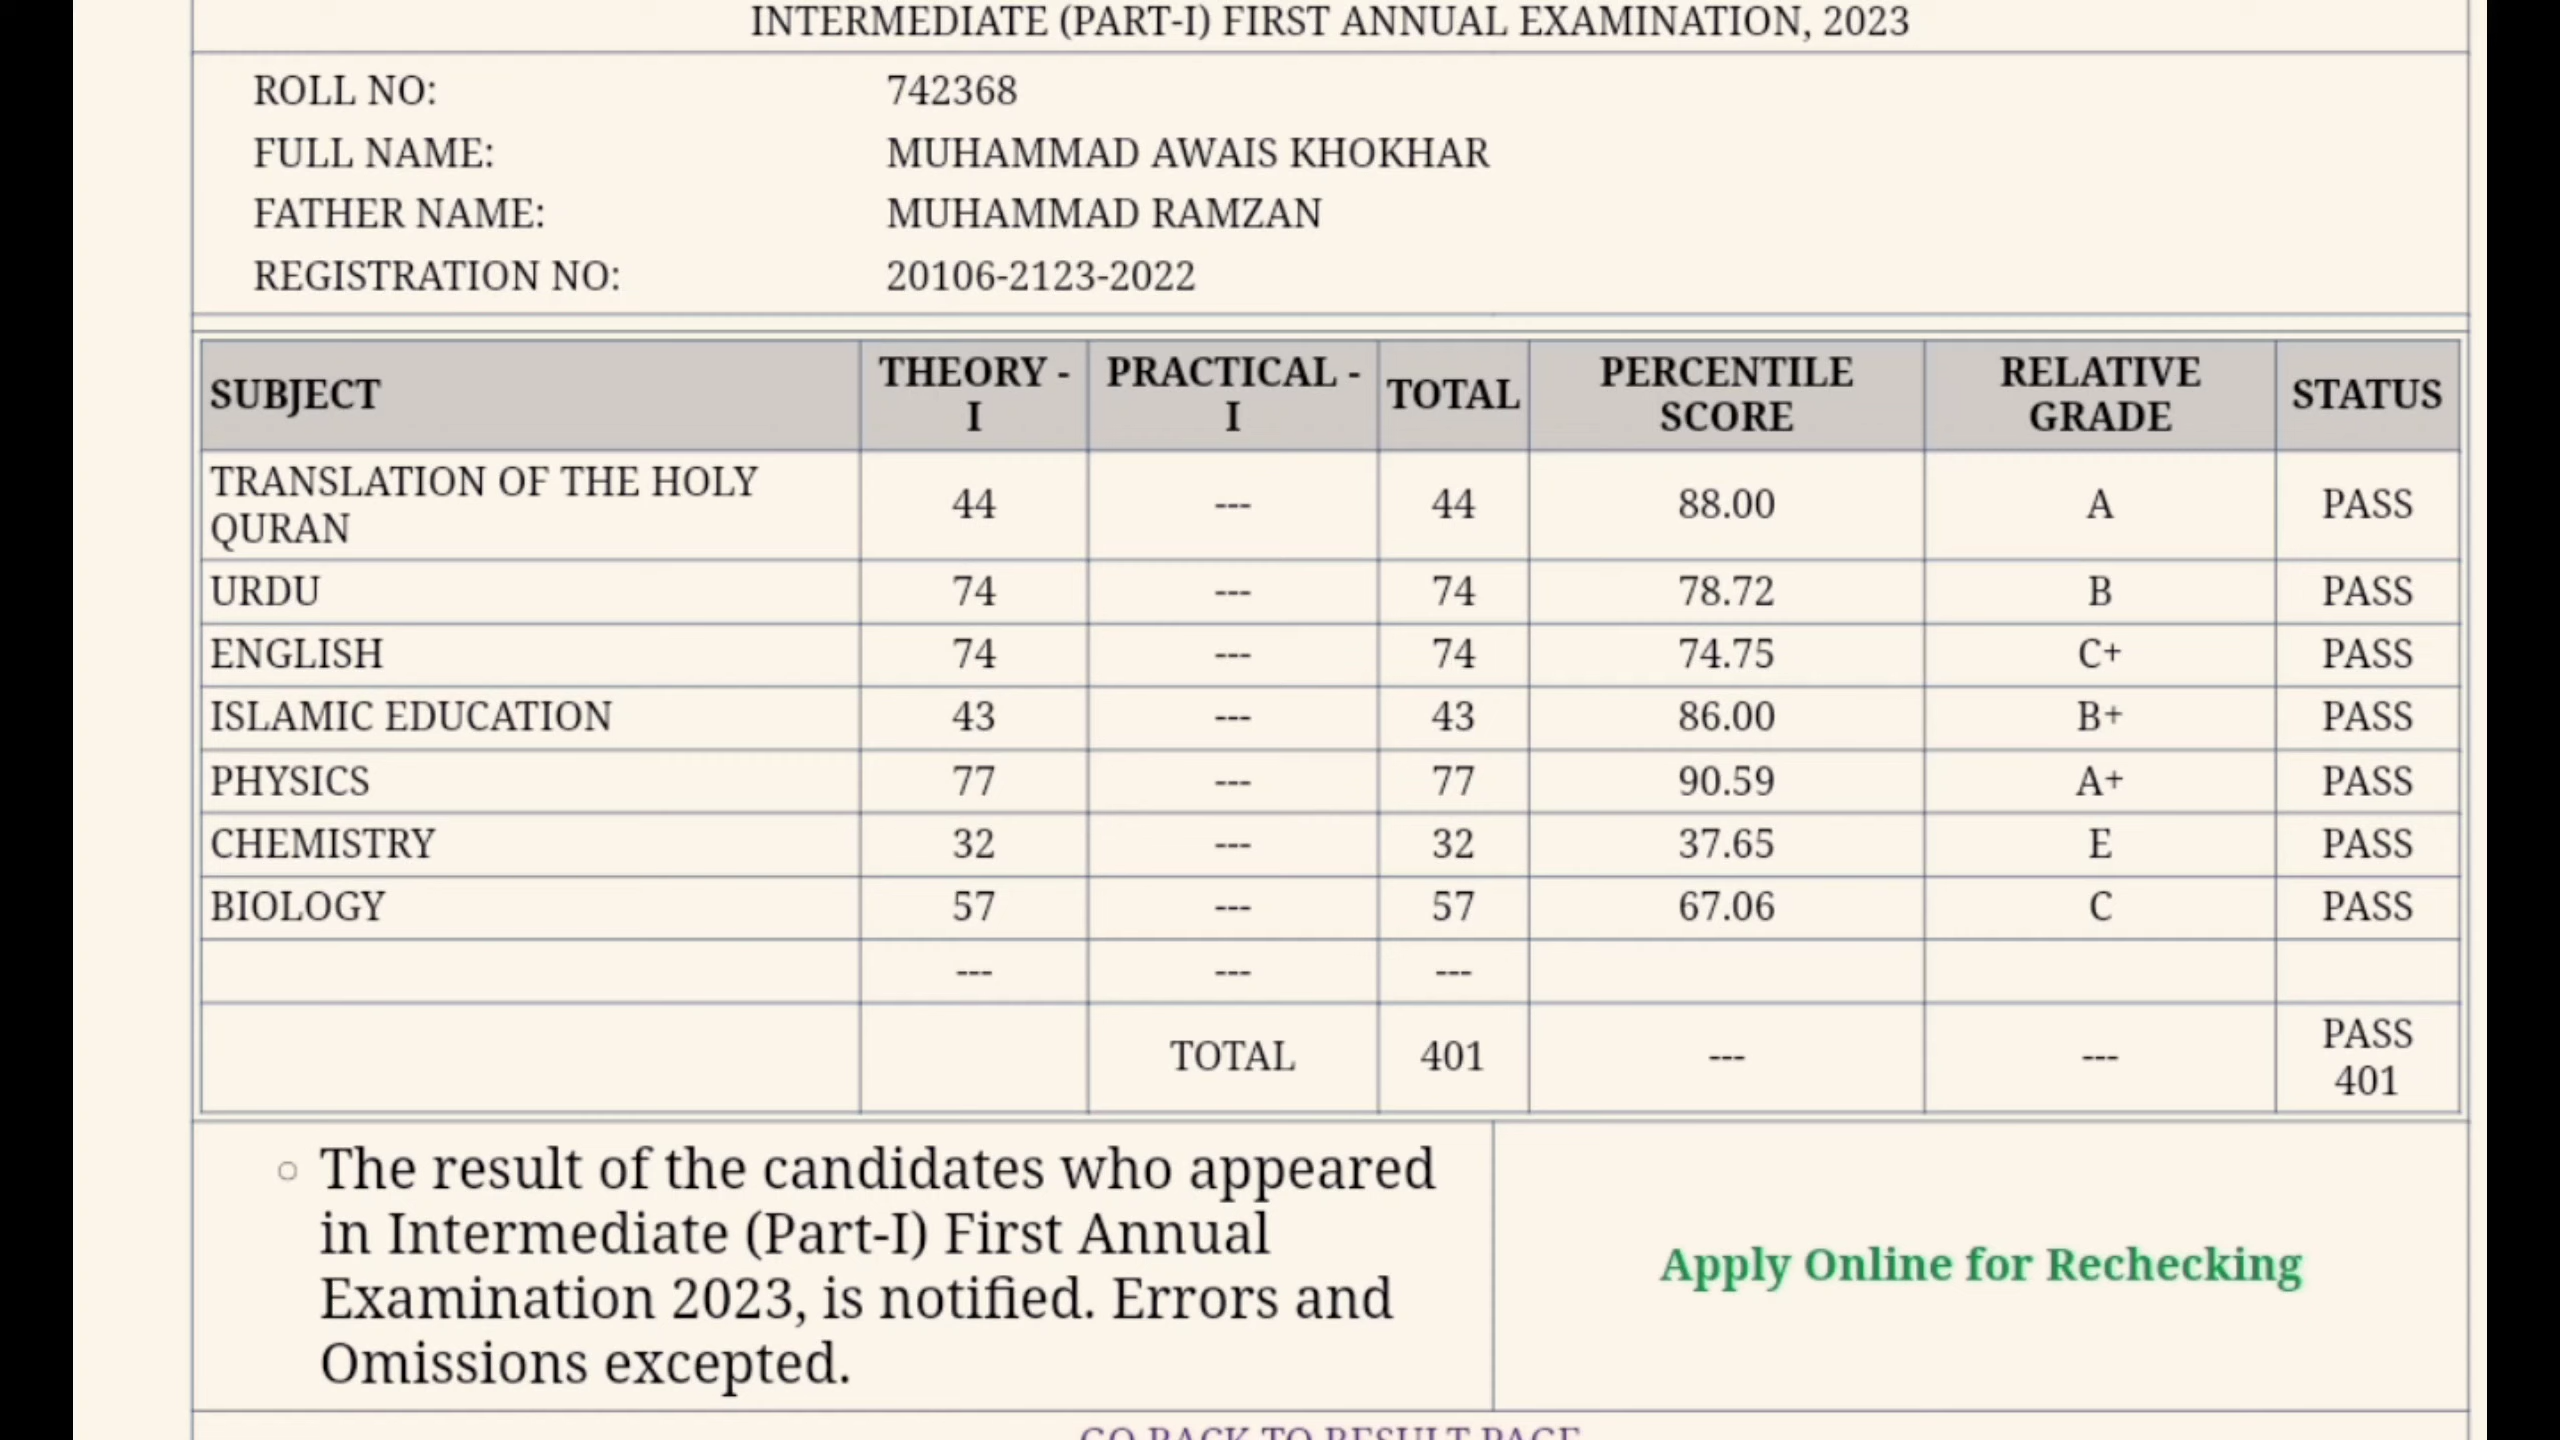 INTERMEDIATE (PART-I) FIRST ANNUAL EXAMINATION, 2023
ROLL NO: 742368
FULL NAME: MUHAMMAD AWAIS KHOKHAR
FATHER NAME: MUHAMMAD RAMZAN
REGISTRATION NO: 20106-2123-2022
SUBJECT THEORY - I PRACTICAL - I TOTAL PERCENTILE SCORE RELATIVE GRADE STATUS
TRANSLATION OF THE HOLY QURAN 44 --- 44 88.00 A PASS
URDU 74 --- 74 78.72 B PASS
ENGLISH 74 --- 74 74.75 C+ PASS
ISLAMIC EDUCATION 43 --- 43 86.00 B+ PASS
PHYSICS 77 --- 77 90.59 A+ PASS
CHEMISTRY 32 --- 32 37.65 E PASS
BIOLOGY 57 --- 57 67.06 C PASS
--- --- ---
TOTAL 401 --- --- PASS 401
○ The result of the candidates who appeared
in Intermediate (Part-I) First Annual
Examination 2023, is notified. Errors and
Omissions excepted.
Apply Online for Rechecking
GO BACK TO RESULT PAGE